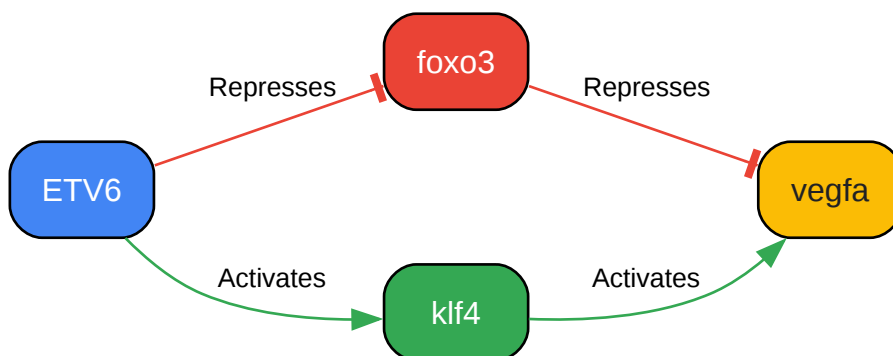 foxo3
Represses
Represses
ETV6
vegfa
Activates
Activates
klf4